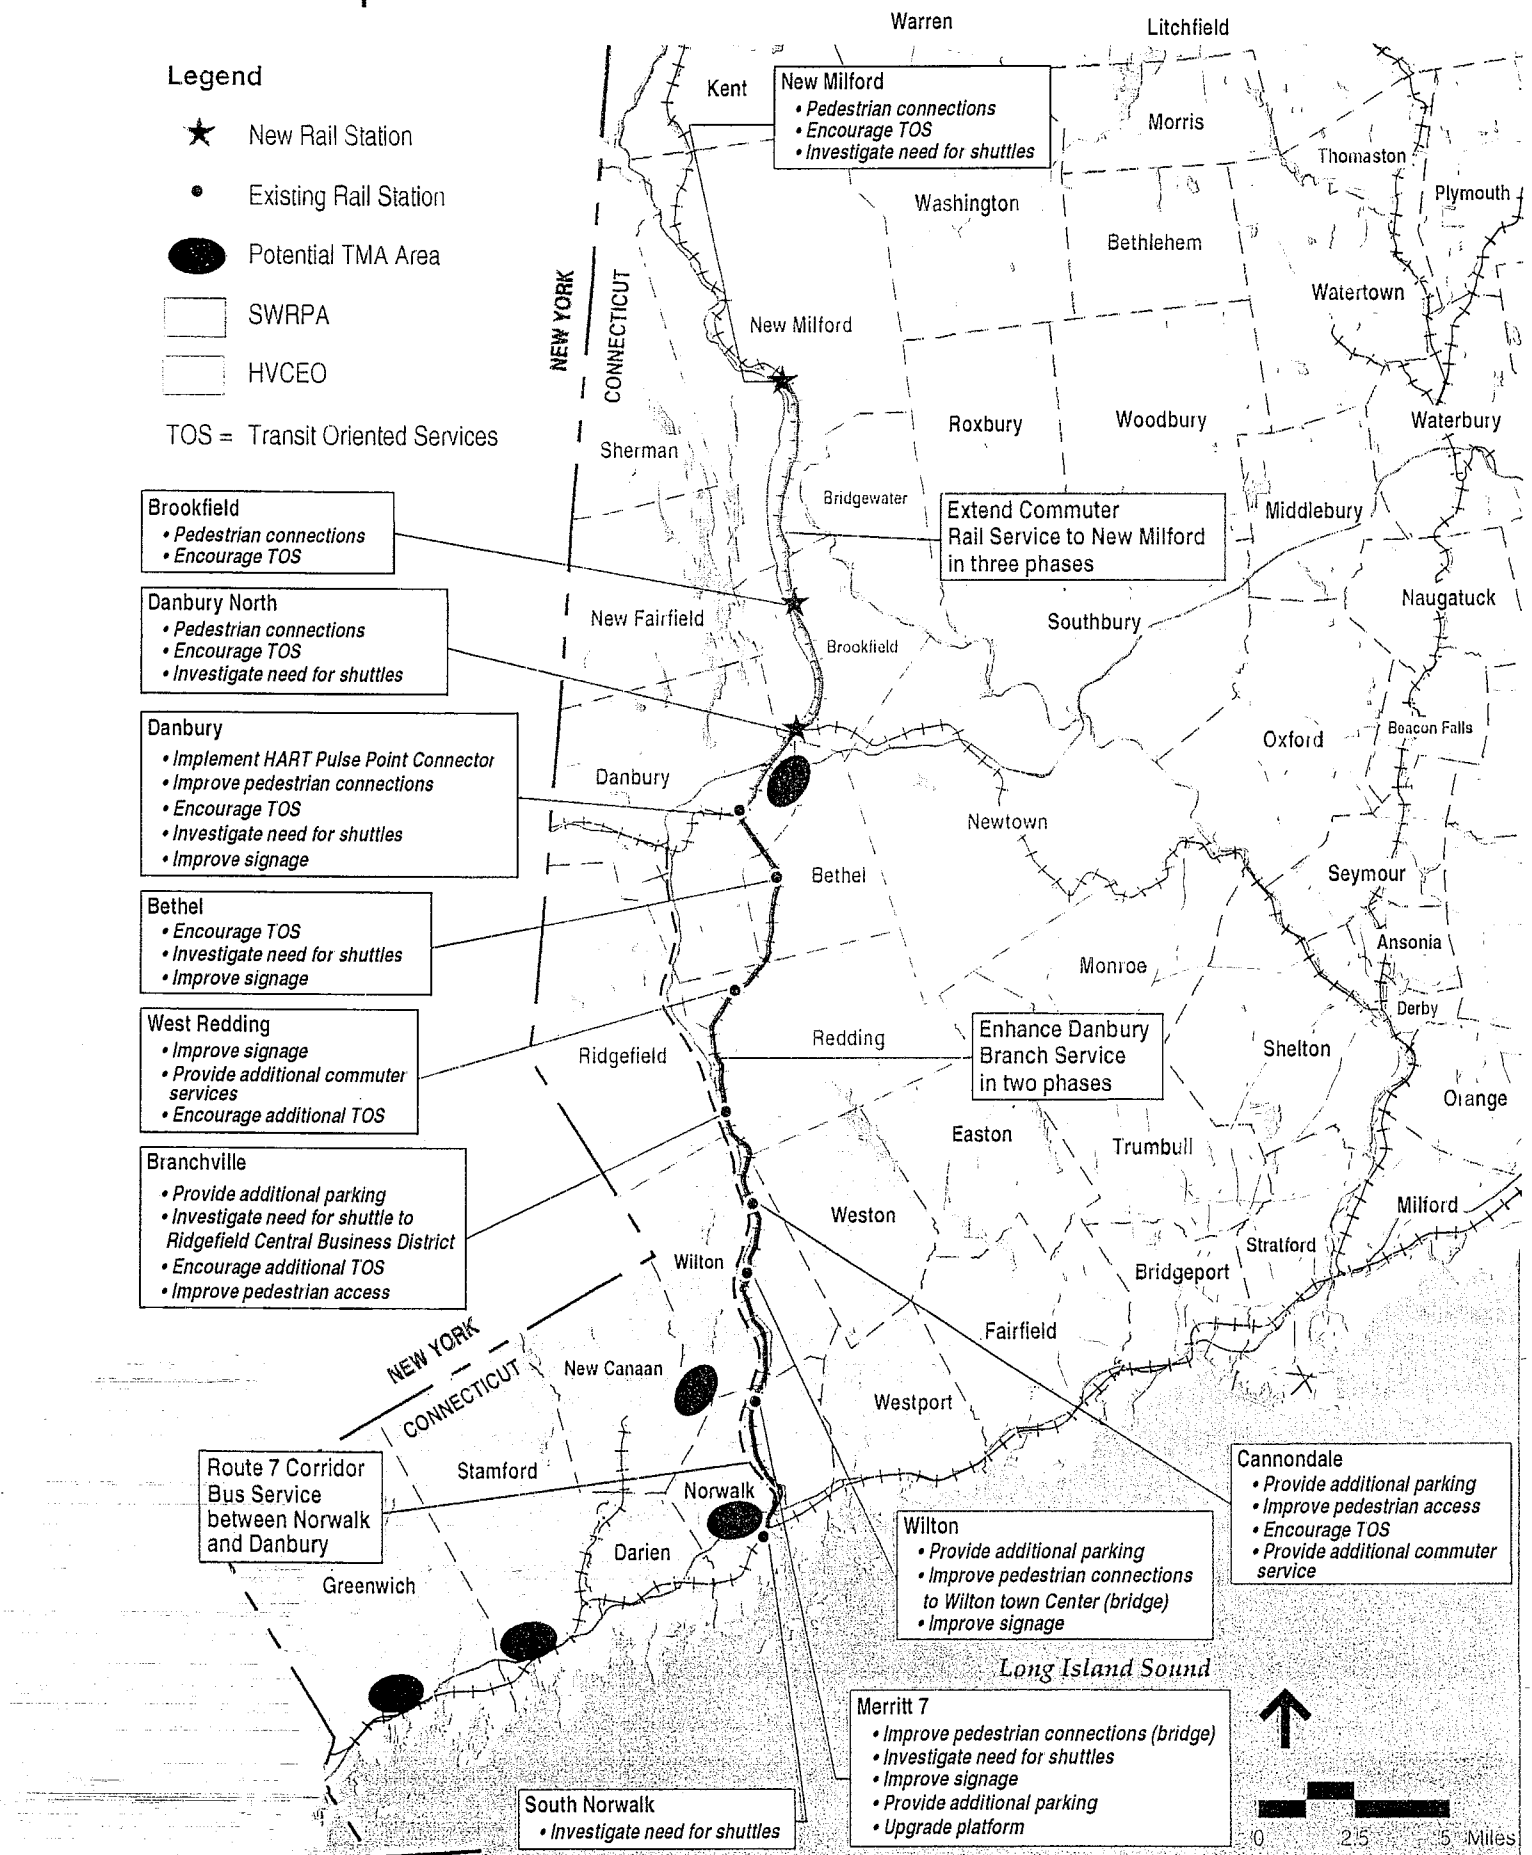 Warren
Litchfield
Legend
New Rail Station
Existing Rail Station
Potential TMA Area
SWRPA
HVCEO
TOS = Transit Oriented Services
Kent
New Milford
• Pedestrian connections
• Encourage TOS
• Investigate need for shuttles
Morris
Thomaston
Plymouth
Washington
Bethlehem
Watertown
NEW YORK
CONNECTICUT
New Milford
Roxbury
Woodbury
Waterbury
Sherman
Bridgewater
Middlebury
Extend Commuter
Rail Service to New Milford
in three phases
Brookfield
• Pedestrian connections
• Encourage TOS
Danbury North
• Pedestrian connections
• Encourage TOS
• Investigate need for shuttles
New Fairfield
Brookfield
Southbury
Naugatuck
Danbury
• Implement HART Pulse Point Connector
• Improve pedestrian connections
• Encourage TOS
• Investigate need for shuttles
• Improve signage
Danbury
Oxford
Beacon Falls
Newtown
Bethel
Seymour
Bethel
• Encourage TOS
• Investigate need for shuttles
• Improve signage
Ansonia
Monroe
Derby
West Redding
• Improve signage
• Provide additional commuter
services
• Encourage additional TOS
Ridgefield
Redding
Enhance Danbury
Branch Service
in two phases
Shelton
Orange
Easton
Trumbull
Branchville
• Provide additional parking
• Investigate need for shuttle to
Ridgefield Central Business District
• Encourage additional TOS
• Improve pedestrian access
Weston
Milford
Stratford
Wilton
Bridgeport
Fairfield
NEW YORK
CONNECTICUT
New Canaan
Westport
Route 7 Corridor
Bus Service
between Norwalk
and Danbury
Stamford
Norwalk
Darien
Greenwich
Cannondale
• Provide additional parking
• Improve pedestrian access
• Encourage TOS
• Provide additional commuter
service
Wilton
• Provide additional parking
• Improve pedestrian connections
to Wilton town Center (bridge)
• Improve signage
Long Island Sound
Merritt 7
• Improve pedestrian connections (bridge)
• Investigate need for shuttles
• Improve signage
• Provide additional parking
• Upgrade platform
South Norwalk
• Investigate need for shuttles
0 2.5 5 Miles